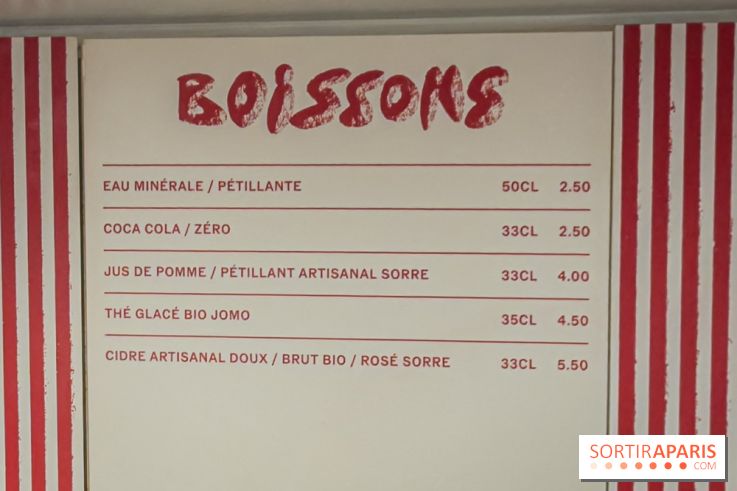 BOISSONS
EAU MINÉRALE / PÉTILLANTE 50CL 2.50
COCA COLA / ZÉRO 33CL 2.50
JUS DE POMME / PÉTILLANT ARTISANAL SORRE 33CL 4.00
THÉ GLACÉ BIO JOMO 35CL 4.50
CIDRE ARTISANAL DOUX / BRUT BIO / ROSÉ SORRE 33CL 5.50
SORTIRAPARIS
.COM